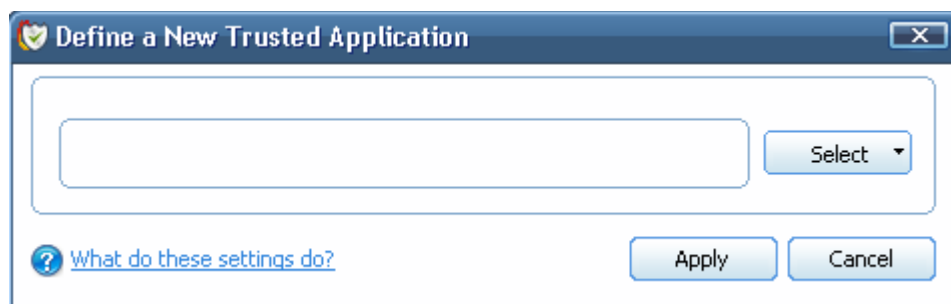 Define a New Trusted Application
Select
What do these settings do?
Apply
Cancel